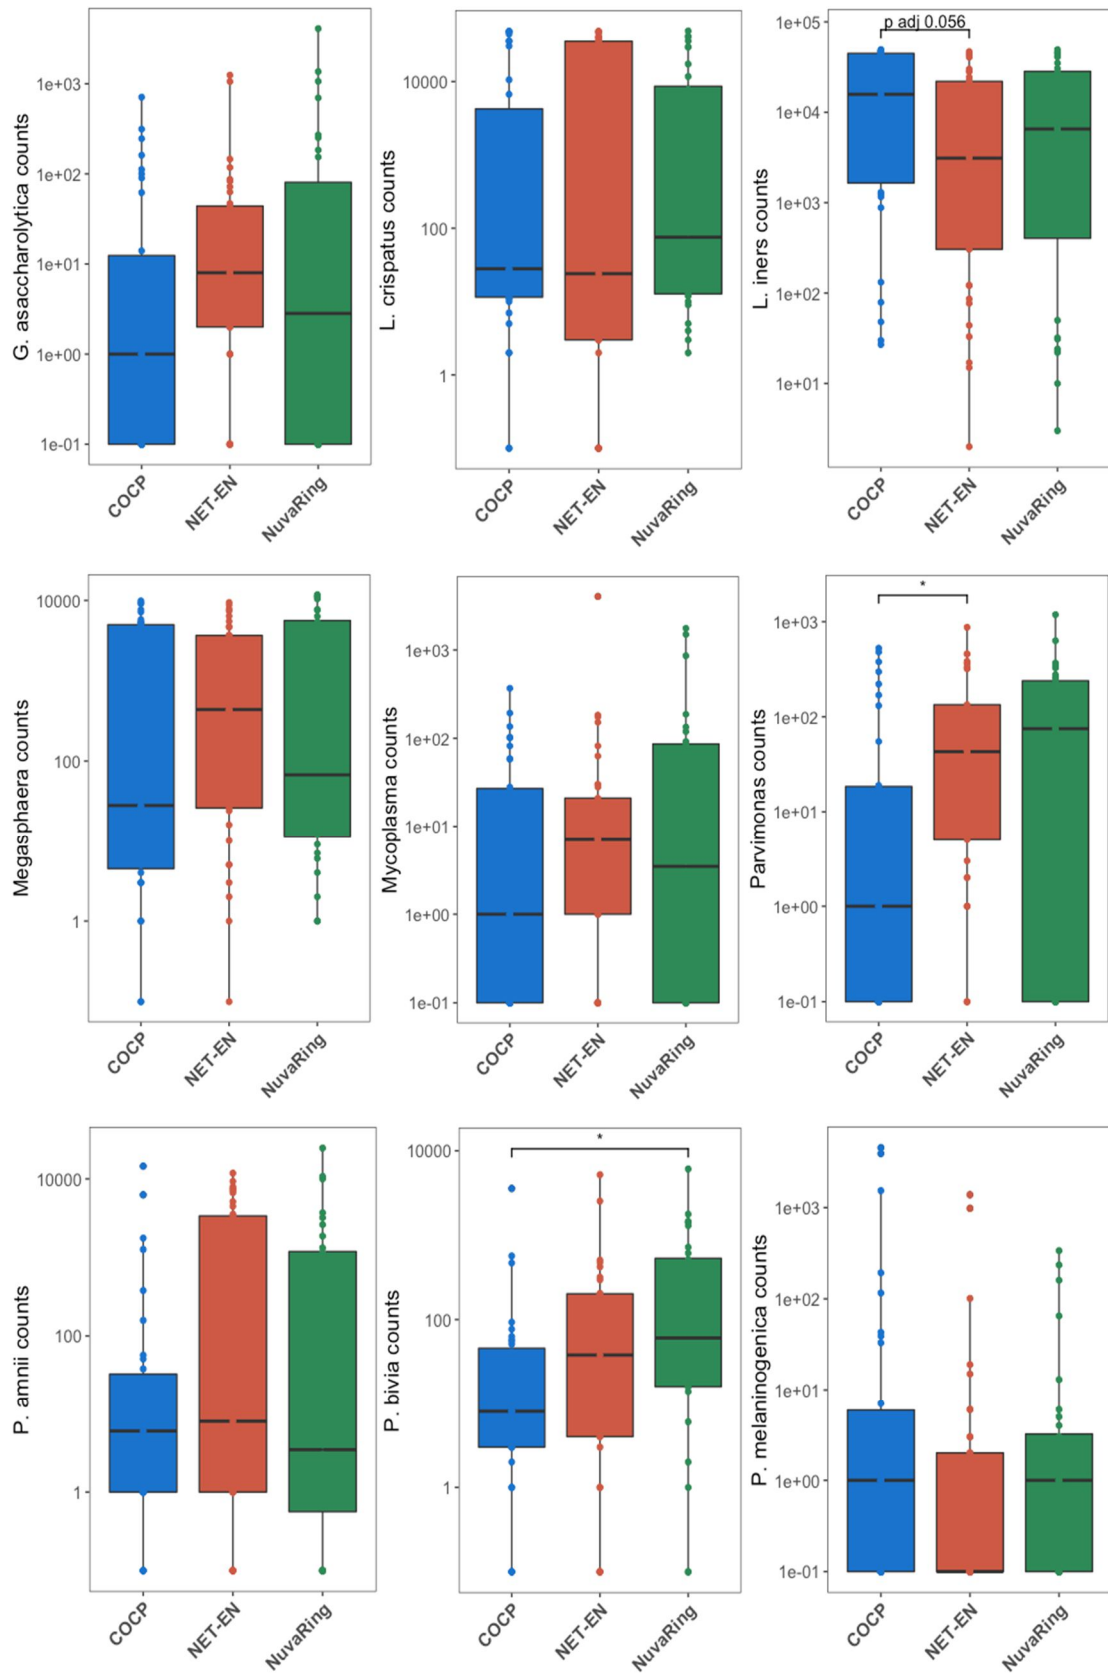 G. asaccharolytica counts
1e+03
1e+02
1e+01
1e+00
1e-01
COCP
NET-EN
NuvaRing
L. crispatus counts
10000
100
1
COCP
NET-EN
NuvaRing
L. iners counts
p adj 0.056
1e+05
1e+04
1e+03
1e+02
1e+01
COCP
NET-EN
NuvaRing
Megasphaera counts
10000
100
1
COCP
NET-EN
NuvaRing
Mycoplasma counts
1e+03
1e+02
1e+01
1e+00
1e-01
COCP
NET-EN
NuvaRing
Parvimonas counts
*
1e+03
1e+02
1e+01
1e+00
1e-01
COCP
NET-EN
NuvaRing
P. amnii counts
10000
100
1
COCP
NET-EN
NuvaRing
P. bivia counts
*
10000
100
1
COCP
NET-EN
NuvaRing
P. melaninogenica counts
1e+03
1e+02
1e+01
1e+00
1e-01
COCP
NET-EN
NuvaRing